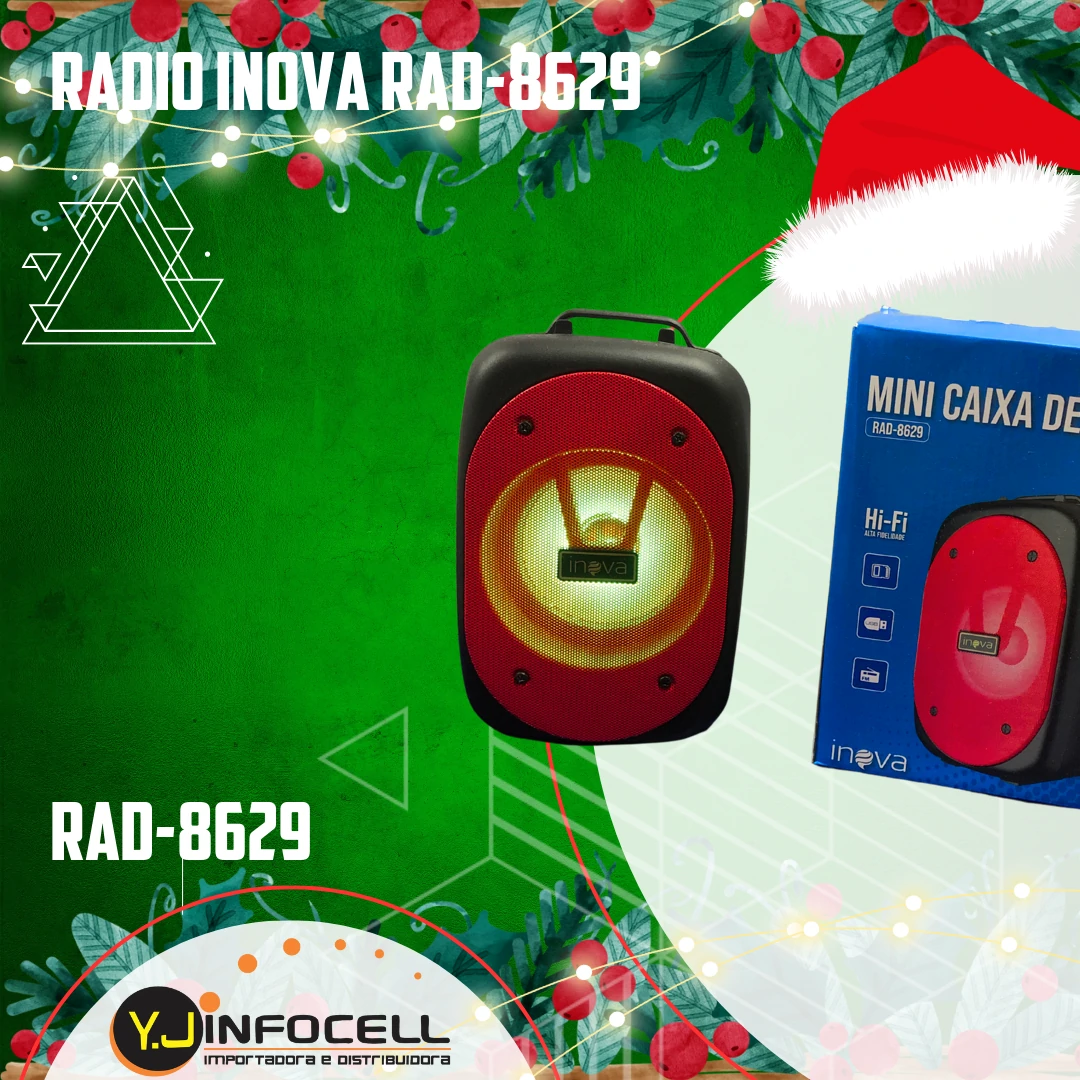 RADIO INOVA RAD-8629
MINI CAIXA DE
RAD-8629
Hi-Fi
ALTA FIDELIDADE
inova
inova
FM
inova
RAD-8629
Y.J INFOCELL
IMPORTADORA E DISTRIBUIDORA